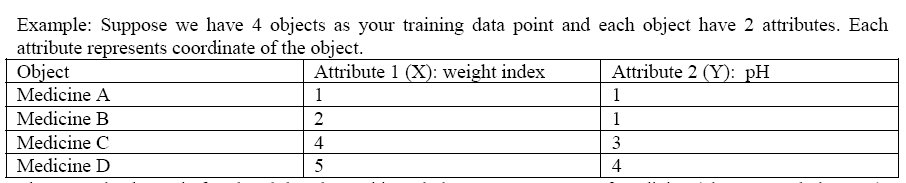 Example: Suppose we have 4 objects as your training data point and each object have 2 attributes. Each
attribute represents coordinate of the object.
Object Attribute 1 (X): weight index Attribute 2 (Y): pH
Medicine A 1 1
Medicine B 2 1
Medicine C 4 3
Medicine D 5 4